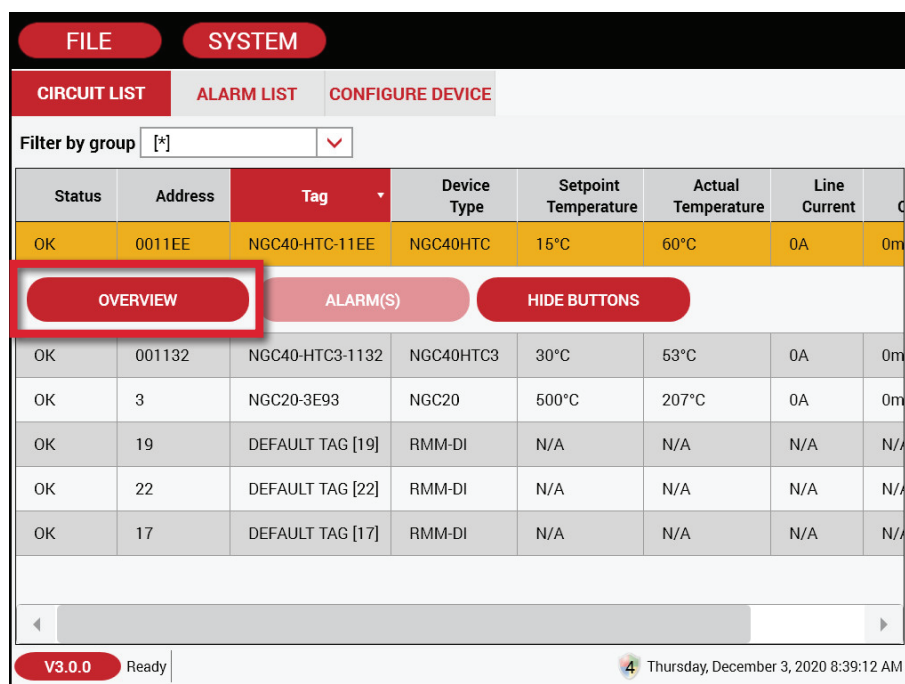 FILE SYSTEM
CIRCUIT LIST ALARM LIST CONFIGURE DEVICE
Filter by group [*]
Status Address Tag Device Type Setpoint Temperature Actual Temperature Line Current
OK 0011EE NGC40-HTC-11EE NGC40HTC 15°C 60°C 0A 0m
OVERVIEW ALARM(S) HIDE BUTTONS
OK 001132 NGC40-HTC3-1132 NGC40HTC3 30°C 53°C 0A 0m
OK 3 NGC20-3E93 NGC20 500°C 207°C 0A 0m
OK 19 DEFAULT TAG [19] RMM-DI N/A N/A N/A N/
OK 22 DEFAULT TAG [22] RMM-DI N/A N/A N/A N/
OK 17 DEFAULT TAG [17] RMM-DI N/A N/A N/A N/
V3.0.0 Ready 4 Thursday, December 3, 2020 8:39:12 AM